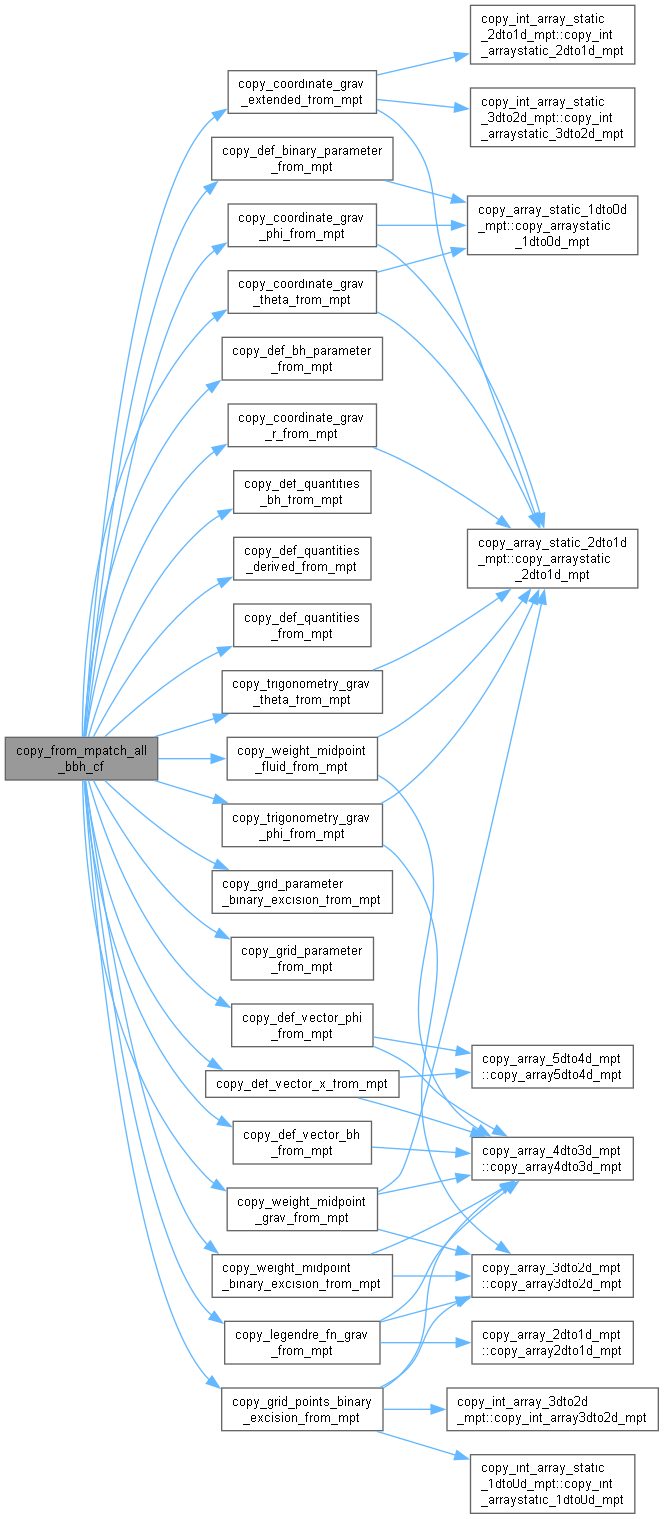 copy_int_array_static
_2dto1d_mpt::copy_int
_arraystatic_2dto1d_mpt
copy_coordinate_grav
_extended_from_mpt
copy_int_array_static
_3dto2d_mpt::copy_int
_arraystatic_3dto2d_mpt
copy_def_binary_parameter
_from_mpt
copy_array_static_1dto0d
_mpt::copy_arraystatic
_1dto0d_mpt
copy_coordinate_grav
_phi_from_mpt
copy_coordinate_grav
_theta_from_mpt
copy_def_bh_parameter
_from_mpt
copy_coordinate_grav
_r_from_mpt
copy_def_quantities
_bh_from_mpt
copy_array_static_2dto1d
_mpt::copy_arraystatic
_2dto1d_mpt
copy_def_quantities
_derived_from_mpt
copy_def_quantities
_from_mpt
copy_trigonometry_grav
_theta_from_mpt
copy_from_mpatch_all
_bbh_cf
copy_weight_midpoint
_fluid_from_mpt
copy_trigonometry_grav
_phi_from_mpt
copy_grid_parameter
_binary_excision_from_mpt
copy_grid_parameter
_from_mpt
copy_def_vector_phi
_from_mpt
copy_array_5dto4d_mpt
::copy_array5dto4d_mpt
copy_def_vector_x_from_mpt
copy_def_vector_bh
_from_mpt
copy_array_4dto3d_mpt
::copy_array4dto3d_mpt
copy_weight_midpoint
_grav_from_mpt
copy_weight_midpoint
_binary_excision_from_mpt
copy_array_3dto2d_mpt
::copy_array3dto2d_mpt
copy_legendre_fn_grav
_from_mpt
copy_array_2dto1d_mpt
::copy_array2dto1d_mpt
copy_grid_points_binary
_excision_from_mpt
copy_int_array_3dto2d
_mpt::copy_int_array3dto2d_mpt
copy_int_array_static
_1dto0d_mpt::copy_int
_arraystatic_1dto0d_mpt